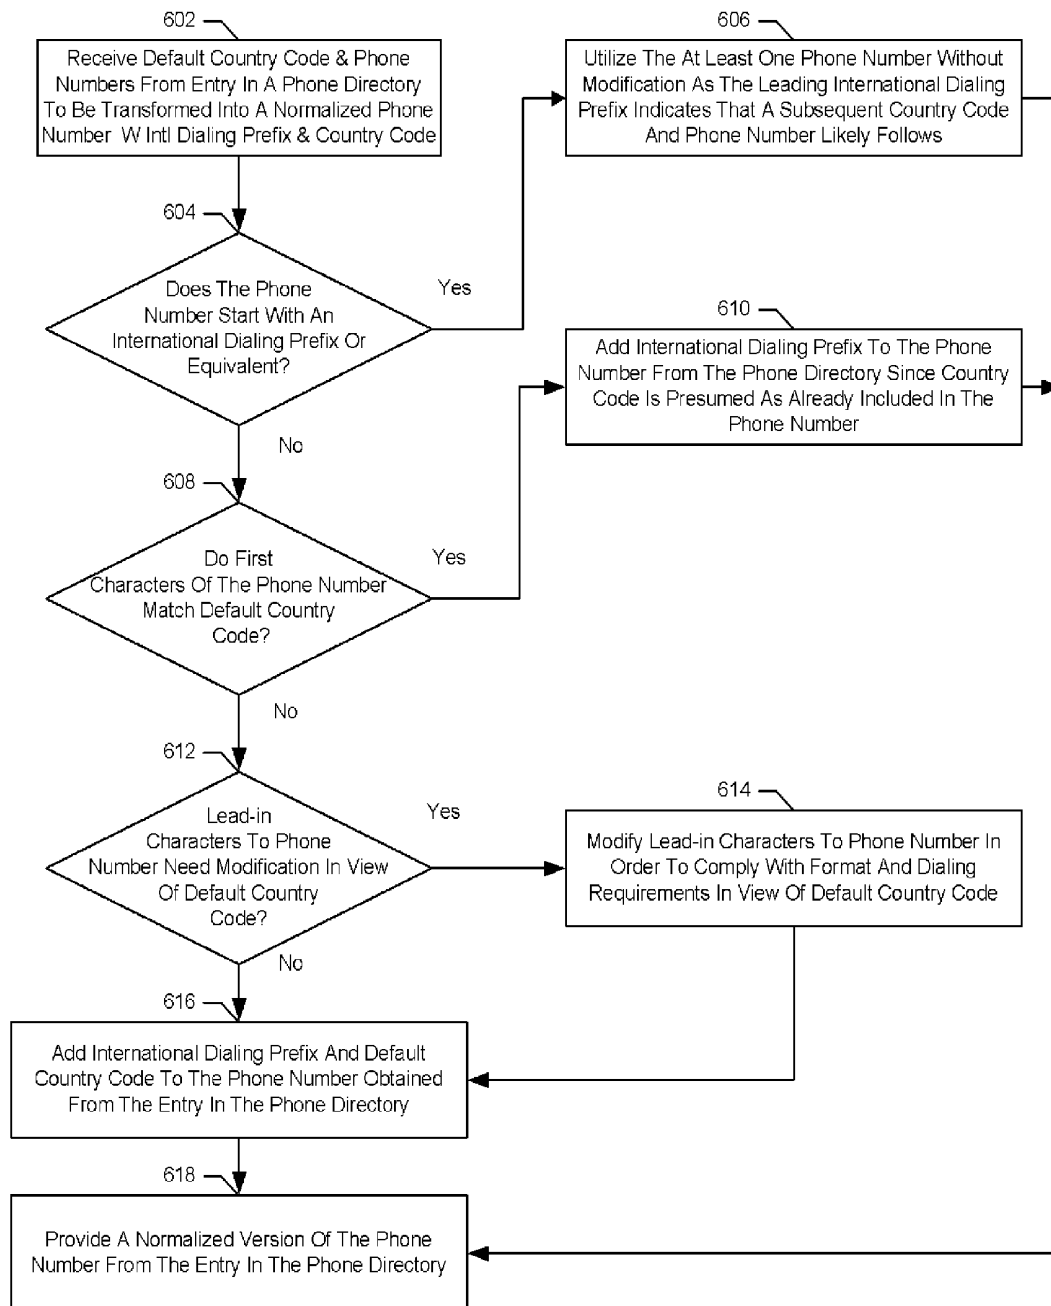 602
Receive Default Country Code & Phone
Numbers From Entry In A Phone Directory
To Be Transformed Into A Normalized Phone
Number W Intl Dialing Prefix & Country Code
606
Utilize The At Least One Phone Number Without
Modification As The Leading International Dialing
Prefix Indicates That A Subsequent Country Code
And Phone Number Likely Follows
604
Does The Phone
Number Start With An
International Dialing Prefix Or
Equivalent?
Yes
No
610
Add International Dialing Prefix To The Phone
Number From The Phone Directory Since Country
Code Is Presumed As Already Included In The
Phone Number
608
Do First
Characters Of The Phone Number
Match Default Country
Code?
Yes
No
612
Lead-in
Characters To Phone
Number Need Modification In View
Of Default Country
Code?
Yes
No
614
Modify Lead-in Characters To Phone Number In
Order To Comply With Format And Dialing
Requirements In View Of Default Country Code
616
Add International Dialing Prefix And Default
Country Code To The Phone Number Obtained
From The Entry In The Phone Directory
618
Provide A Normalized Version Of The Phone
Number From The Entry In The Phone Directory